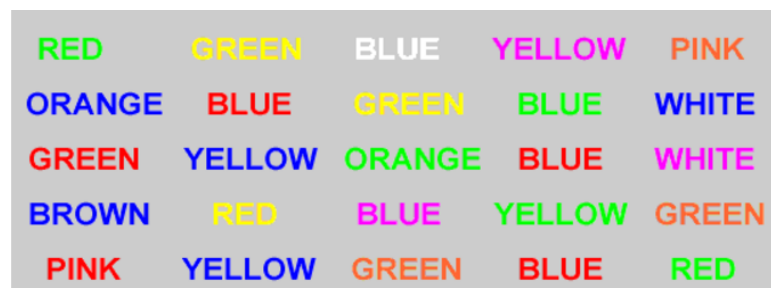 RED GREEN BLUE YELLOW PINK
ORANGE BLUE GREEN BLUE WHITE
GREEN YELLOW ORANGE BLUE WHITE
BROWN RED BLUE YELLOW GREEN
PINK YELLOW GREEN BLUE RED